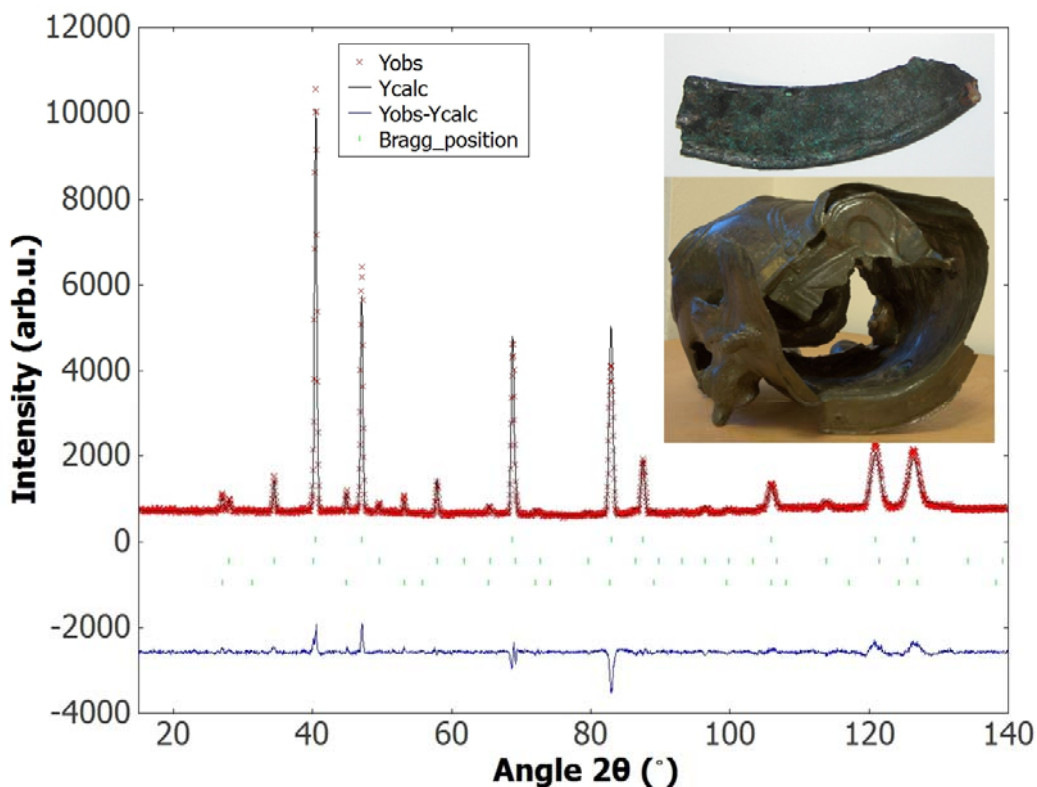 12000
10000
8000
6000
4000
2000
0
-2000
-4000
Intensity (arb.u.)
Yobs
Ycalc
Yobs-Ycalc
Bragg_position
20 40 60 80 100 120 140
Angle 2θ (°)